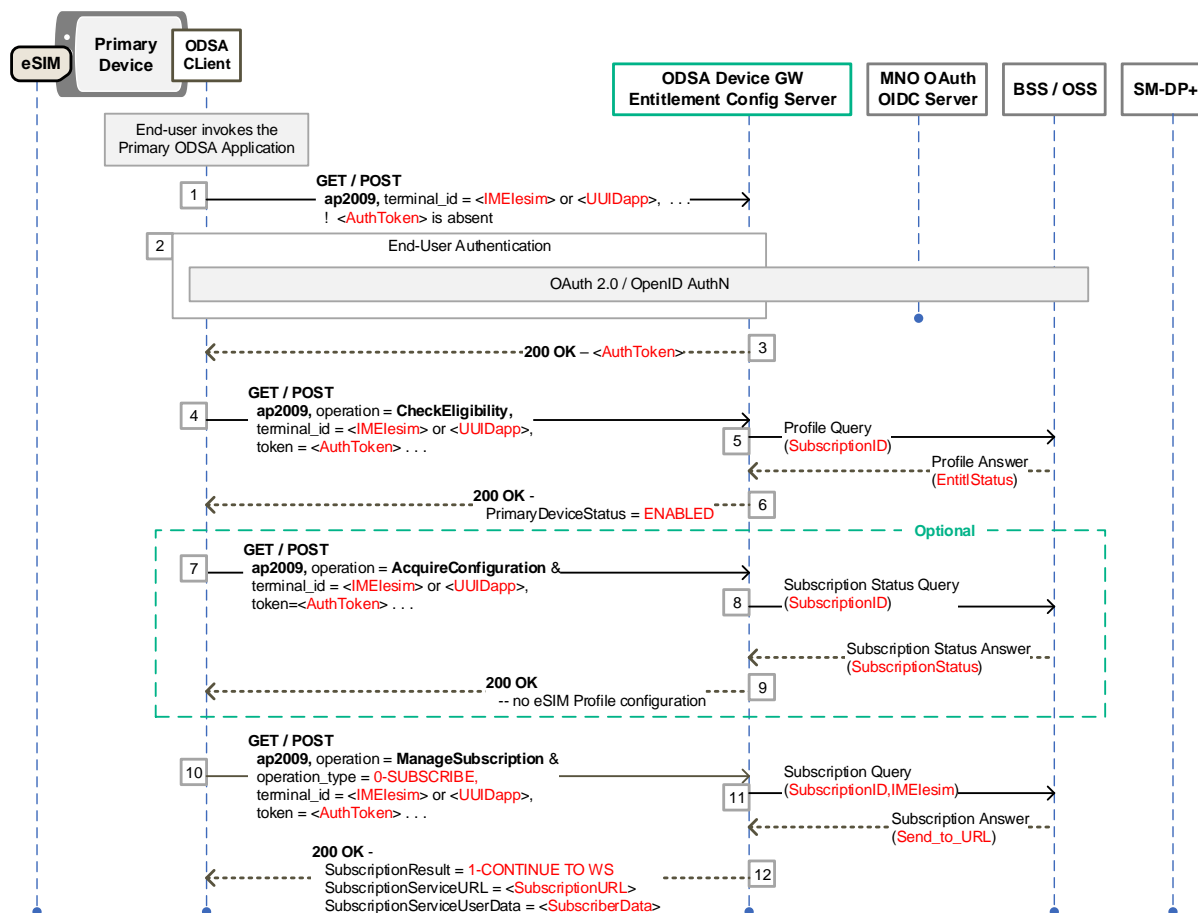 eSIM
Primary
Device
ODSA
CLient
ODSA Device GW
Entitlement Config Server
MNO OAuth
OIDC Server
BSS / OSS
SM-DP+
End-user invokes the
Primary ODSA Application
1
GET / POST
ap2009, terminal_id = <IMEIesim> or <UUIDapp>, . . .
! <AuthToken> is absent
2
End-User Authentication
OAuth 2.0 / OpenID AuthN
200 OK – <AuthToken>
3
4
GET / POST
ap2009, operation = CheckEligibility,
terminal_id = <IMEIesim> or <UUIDapp>,
token = <AuthToken> . . .
5
Profile Query
(SubscriptionID)
Profile Answer
(EntitlStatus)
200 OK -
PrimaryDeviceStatus = ENABLED
6
Optional
7
GET / POST
ap2009, operation = AcquireConfiguration &
terminal_id = <IMEIesim> or <UUIDapp>,
token=<AuthToken> . . .
8
Subscription Status Query
(SubscriptionID)
Subscription Status Answer
(SubscriptionStatus)
200 OK
-- no eSIM Profile configuration
9
10
GET / POST
ap2009, operation = ManageSubscription &
operation_type = 0-SUBSCRIBE,
terminal_id = <IMEIesim> or <UUIDapp>,
token = <AuthToken> . . .
11
Subscription Query
(SubscriptionID,IMEIesim)
Subscription Answer
(Send_to_URL)
200 OK -
SubscriptionResult = 1-CONTINUE TO WS
SubscriptionServiceURL = <SubscriptionURL>
SubscriptionServiceUserData = <SubscriberData>
12